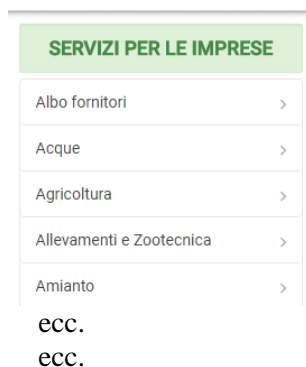 SERVIZI PER LE IMPRESE
Albo fornitori
Acque
Agricoltura
Allevamenti e Zootecnica
Amianto
ecc.
ecc.